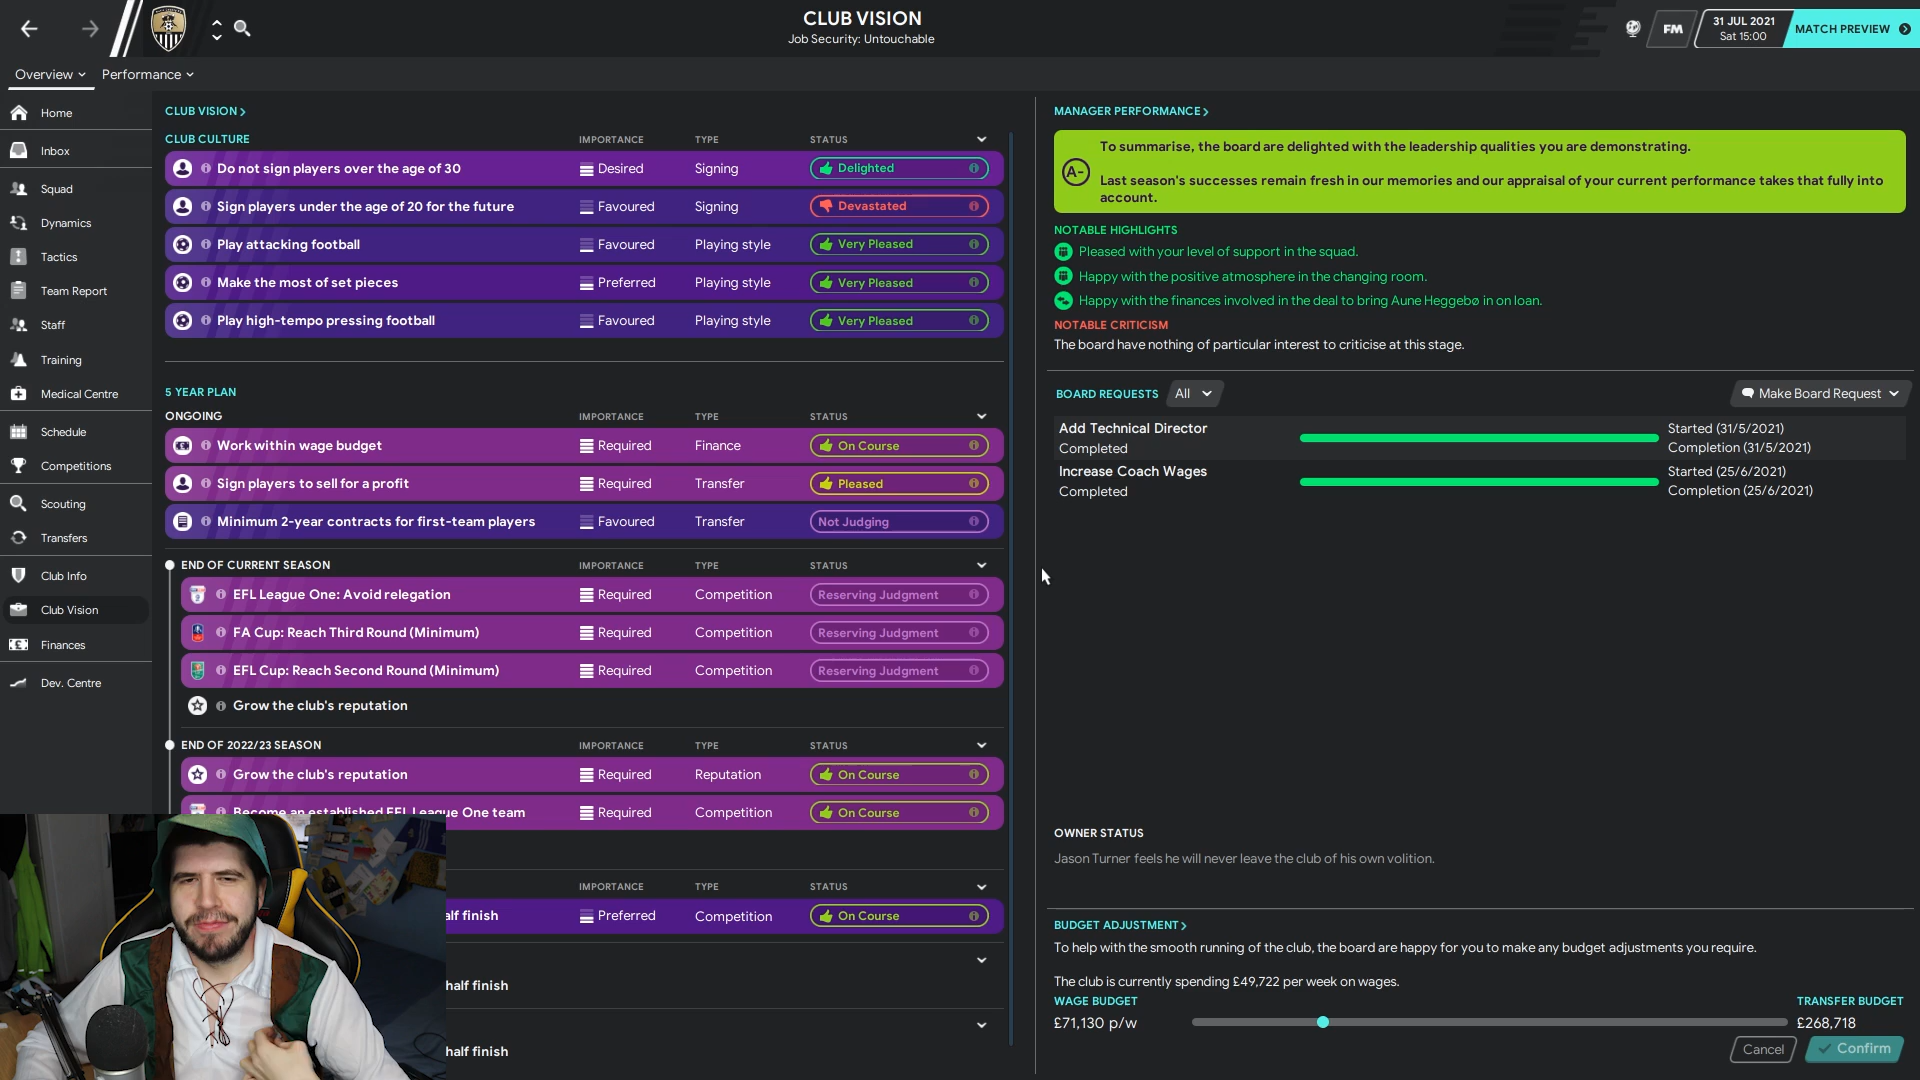 CLUB VISION
Job Security: Untouchable
FM
31 JUL 2021
Sat 15:00
MATCH PREVIEW
Overview
Performance
Home
Inbox
Squad
Dynamics
Tactics
Team Report
Staff
Training
Medical Centre
Schedule
Competitions
Scouting
Transfers
Club Info
Club Vision
Finances
Dev. Centre
CLUB VISION
CLUB CULTURE IMPORTANCE TYPE STATUS
Do not sign players over the age of 30 Desired Signing Delighted
Sign players under the age of 20 for the future Favoured Signing Devastated
Play attacking football Favoured Playing style Very Pleased
Make the most of set pieces Preferred Playing style Very Pleased
Play high-tempo pressing football Favoured Playing style Very Pleased
5 YEAR PLAN
ONGOING IMPORTANCE TYPE STATUS
Work within wage budget Required Finance On Course
Sign players to sell for a profit Required Transfer Pleased
Minimum 2-year contracts for first-team players Favoured Transfer Not Judging
END OF CURRENT SEASON IMPORTANCE TYPE STATUS
EFL League One: Avoid relegation Required Competition Reserving Judgment
FA Cup: Reach Third Round (Minimum) Required Competition Reserving Judgment
EFL Cup: Reach Second Round (Minimum) Required Competition Reserving Judgment
Grow the club's reputation
END OF 2022/23 SEASON IMPORTANCE TYPE STATUS
Grow the club's reputation Required Reputation On Course
Become an established EFL League One team Required Competition On Course
IMPORTANCE TYPE STATUS
half finish Preferred Competition On Course
half finish
half finish
MANAGER PERFORMANCE
A-
To summarise, the board are delighted with the leadership qualities you are demonstrating.
Last season's successes remain fresh in our memories and our appraisal of your current performance takes that fully into
account.
NOTABLE HIGHLIGHTS
Pleased with your level of support in the squad.
Happy with the positive atmosphere in the changing room.
Happy with the finances involved in the deal to bring Aune Heggebø in on loan.
NOTABLE CRITICISM
The board have nothing of particular interest to criticise at this stage.
BOARD REQUESTS All Make Board Request
Add Technical Director Started (31/5/2021)
Completed Completion (31/5/2021)
Increase Coach Wages Started (25/6/2021)
Completed Completion (25/6/2021)
OWNER STATUS
Jason Turner feels he will never leave the club of his own volition.
BUDGET ADJUSTMENT
To help with the smooth running of the club, the board are happy for you to make any budget adjustments you require.
The club is currently spending £49,722 per week on wages.
WAGE BUDGET TRANSFER BUDGET
£71,130 p/w £268,718
Cancel Confirm